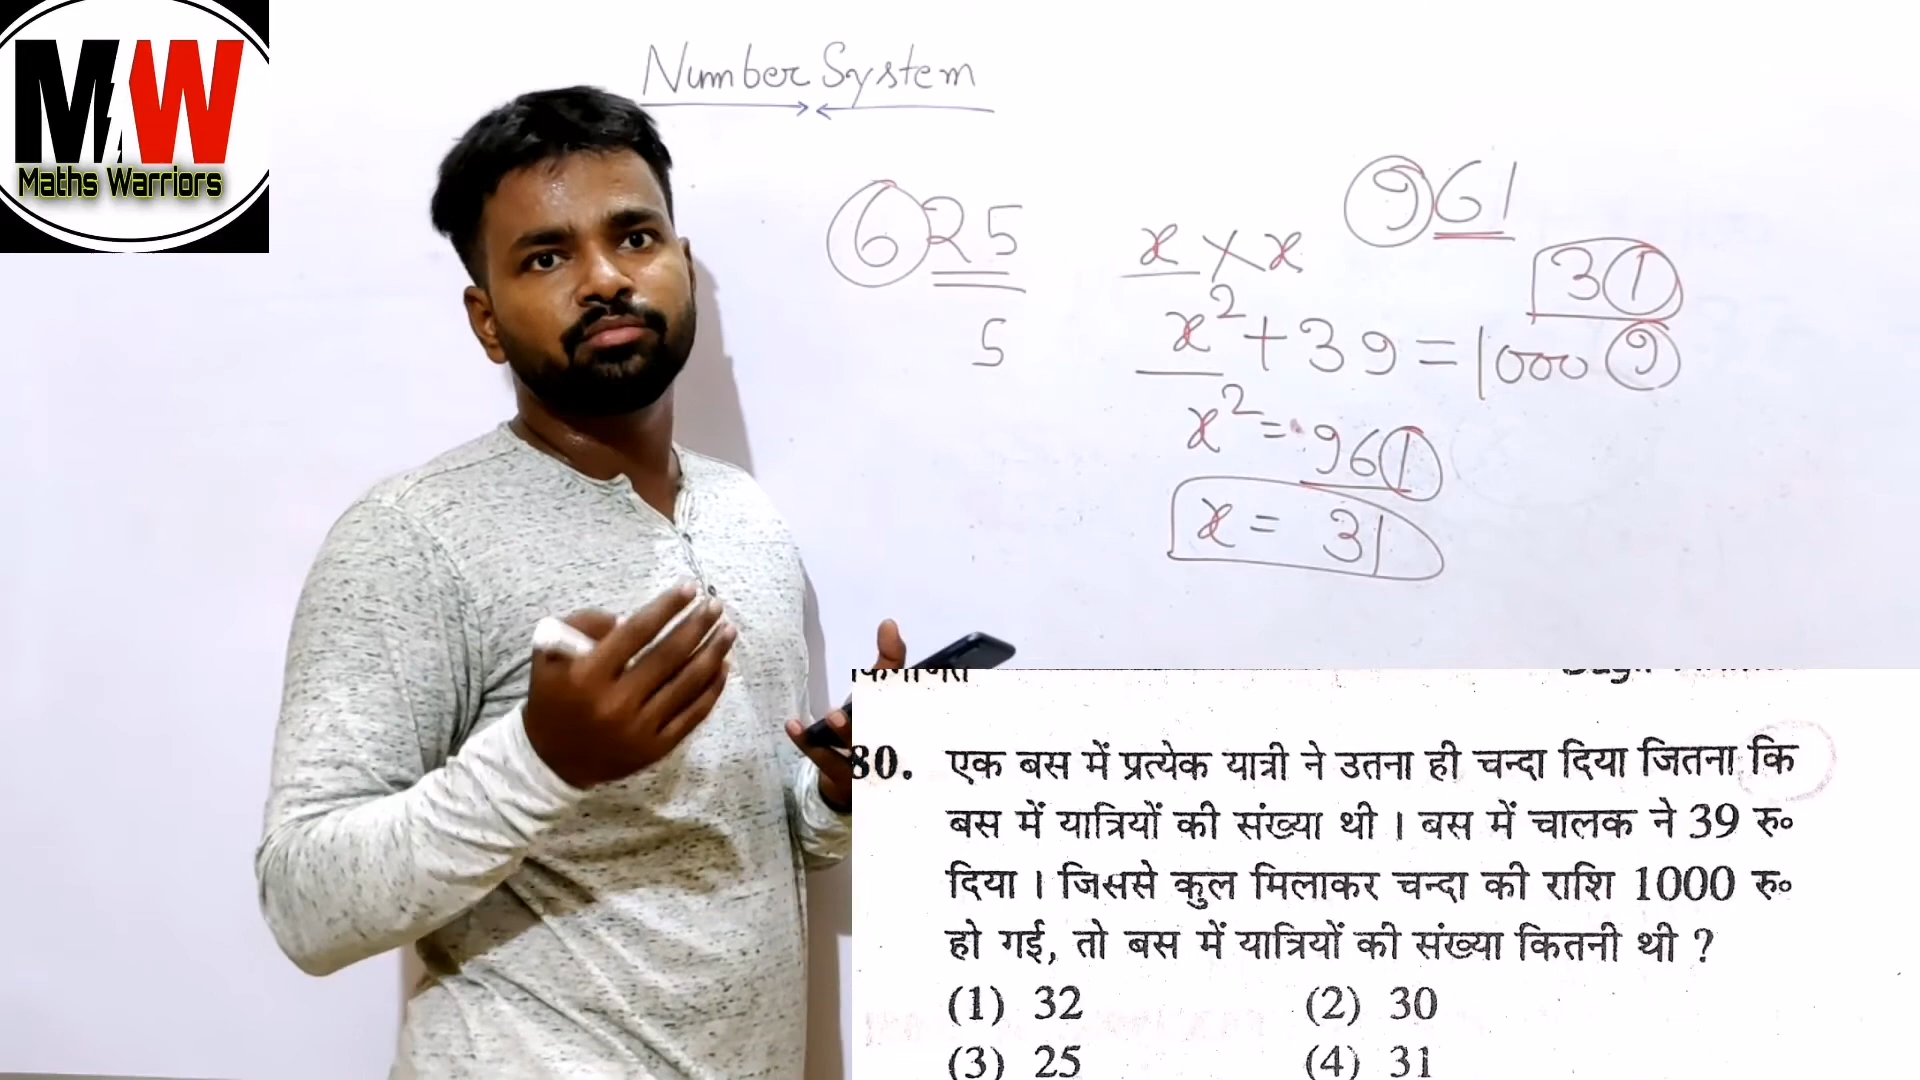 MW
Maths Warriors
Number System
625
5
x × x
x² + 39 = 1000
x² = 961
x = 31
961
31
9
80. एक बस में प्रत्येक यात्री ने उतना ही चन्दा दिया जितना कि
बस में यात्रियों की संख्या थी । बस में चालक ने 39 रु०
दिया । जिससे कुल मिलाकर चन्दा की राशि 1000 रु०
हो गई, तो बस में यात्रियों की संख्या कितनी थी ?
(1) 32 (2) 30
(3) 25 (4) 31